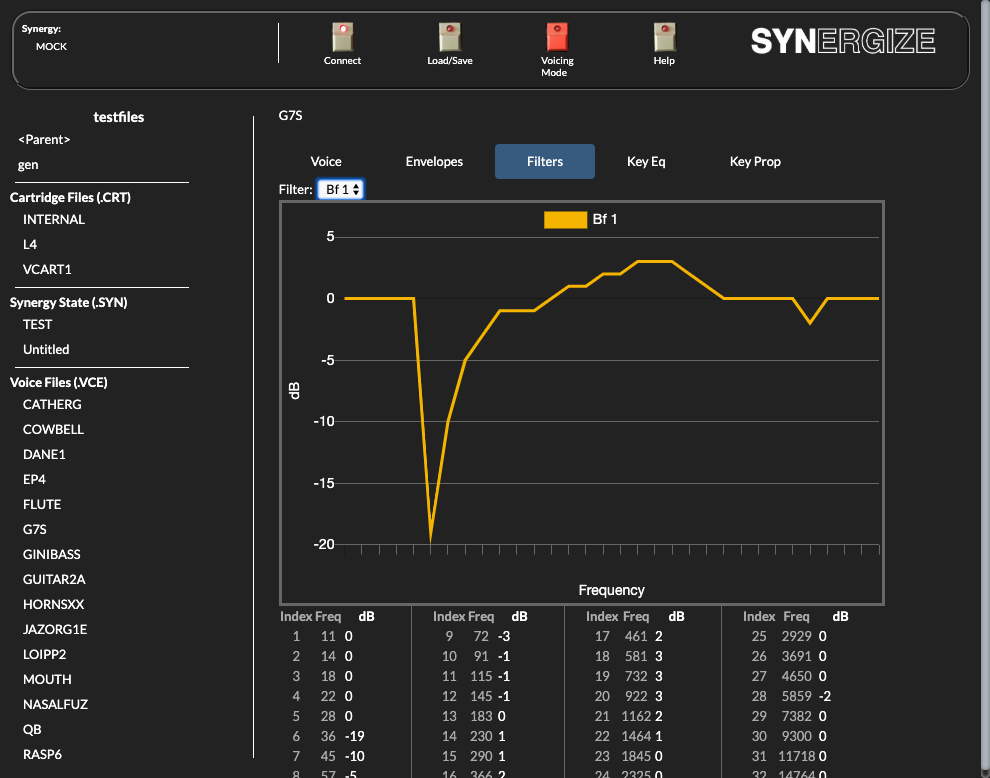 Synergy:
MOCK
Connect
Load/Save
Voicing
Mode
Help
SYNERGIZE
testfiles
<Parent>
gen
Cartridge Files (.CRT)
INTERNAL
L4
VCART1
Synergy State (.SYN)
TEST
Untitled
Voice Files (.VCE)
CATHERG
COWBELL
DANE1
EP4
FLUTE
G7S
GINIBASS
GUITAR2A
HORNSXX
JAZORG1E
LOIPP2
MOUTH
NASALFUZ
QB
RASP6
G7S
Voice Envelopes Filters Key Eq Key Prop
Filter: Bf 1
Bf 1
5
0
-5
-10
-15
-20
dB
Frequency
Index Freq dB Index Freq dB Index Freq dB Index Freq dB
1 11 0 9 72 -3 17 461 2 25 2929 0
2 14 0 10 91 -1 18 581 3 26 3691 0
3 18 0 11 115 -1 19 732 3 27 4650 0
4 22 0 12 145 -1 20 922 3 28 5859 -2
5 28 0 13 183 0 21 1162 2 29 7382 0
6 36 -19 14 230 1 22 1464 1 30 9300 0
7 45 -10 15 290 1 23 1845 0 31 11718 0
8 57 -5 16 366 2 24 2325 0 32 14764 0